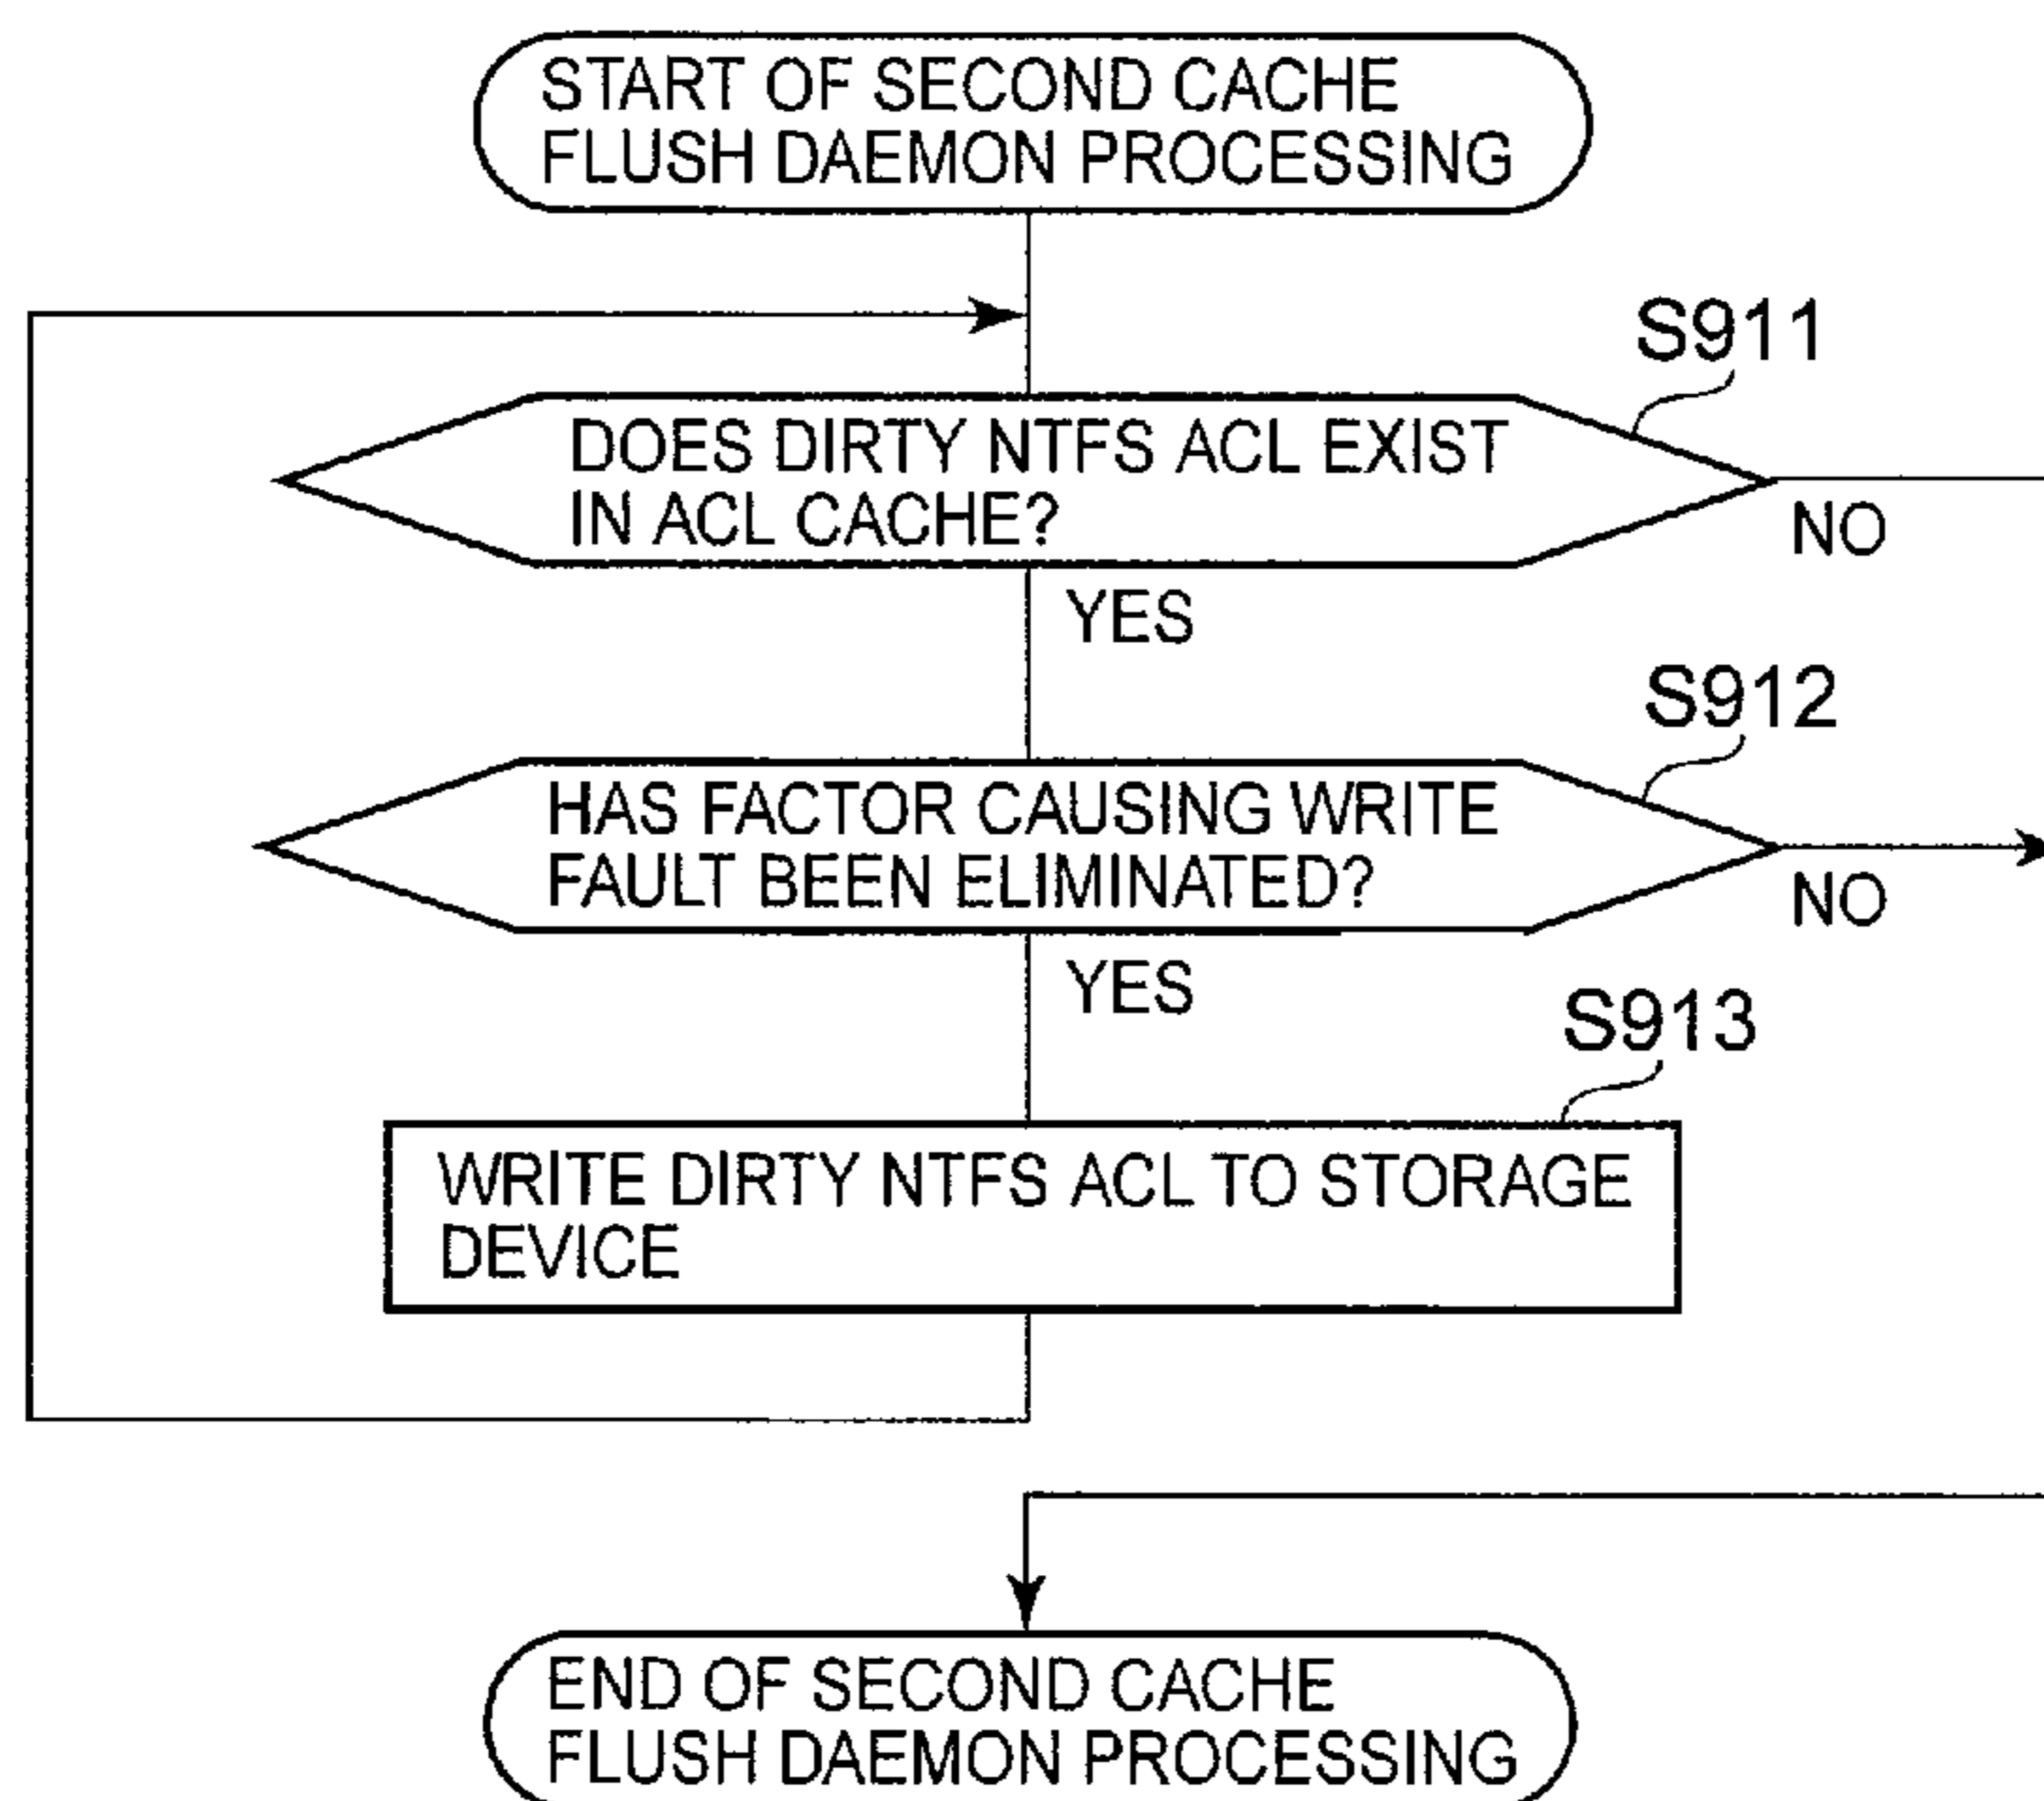 START OF SECOND CACHE
FLUSH DAEMON PROCESSING
S911
DOES DIRTY NTFS ACL EXIST
IN ACL CACHE?
NO
YES
S912
HAS FACTOR CAUSING WRITE
FAULT BEEN ELIMINATED?
NO
YES
S913
WRITE DIRTY NTFS ACL TO STORAGE
DEVICE
END OF SECOND CACHE
FLUSH DAEMON PROCESSING